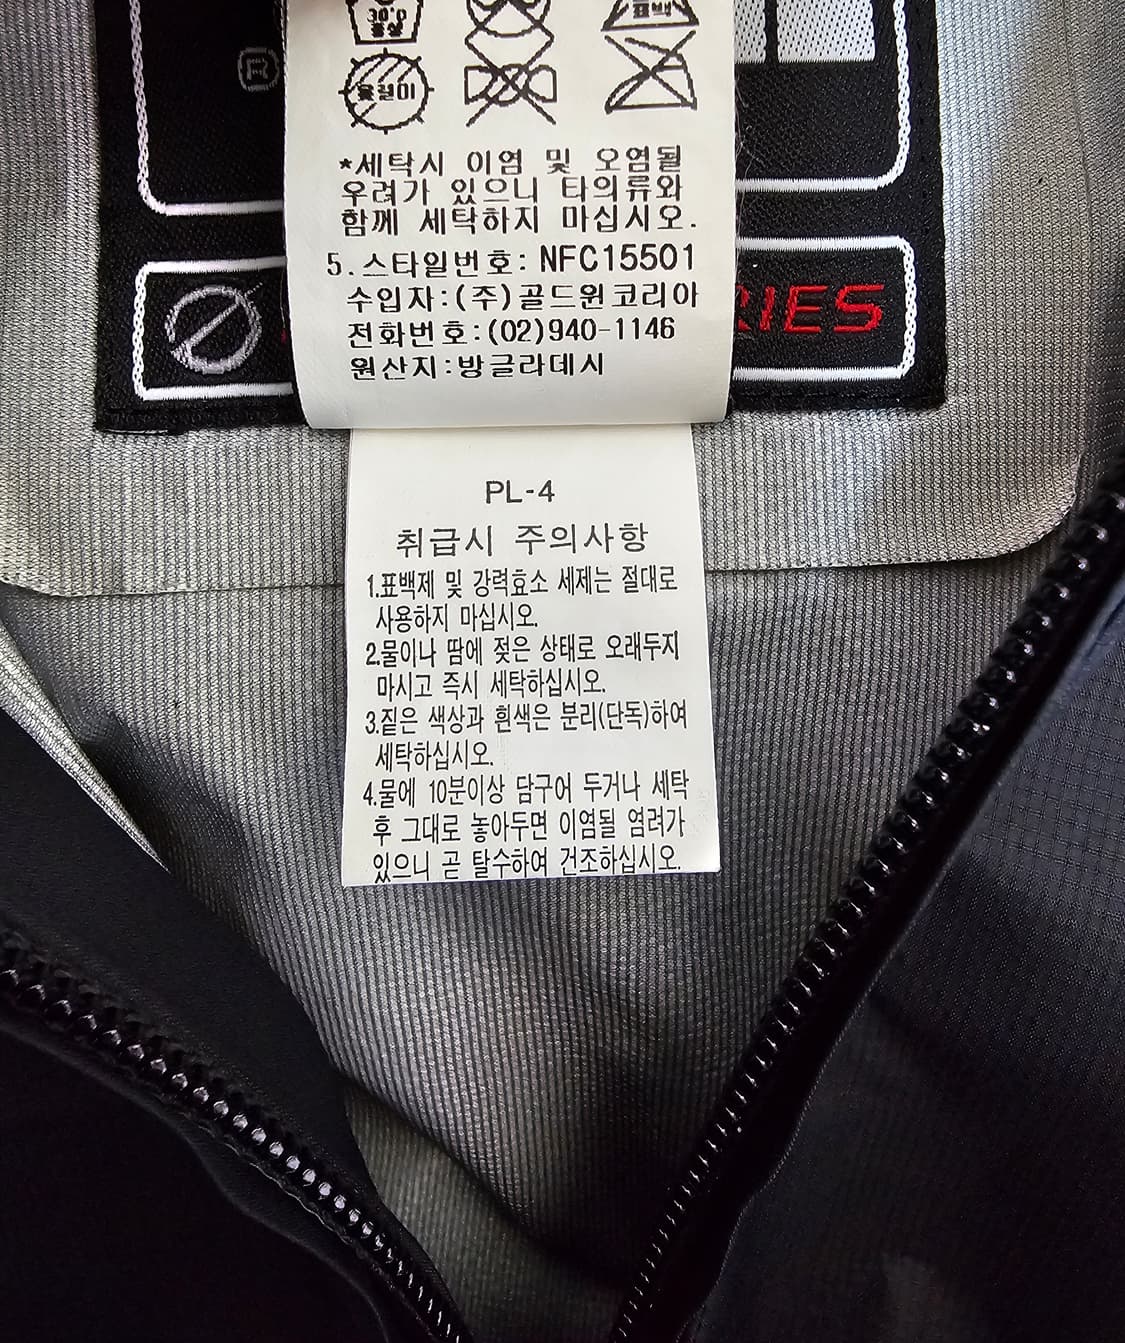 30℃
중성
표백
옷걸이
®
*세탁시 이염 및 오염될
우려가 있으니 타의류와
함께 세탁하지 마십시오.
5.스타일번호: NFC15501
수입자:(주)골드윈코리아
전화번호:(02)940-1146
원산지:방글라데시
RIES
PL-4
취급시 주의사항
1.표백제 및 강력효소 세제는 절대로
사용하지 마십시오.
2.물이나 땀에 젖은 상태로 오래두지
마시고 즉시 세탁하십시오.
3.짙은 색상과 흰색은 분리(단독)하여
세탁하십시오.
4.물에 10분이상 담구어 두거나 세탁
후 그대로 놓아두면 이염될 염려가
있으니 곧 탈수하여 건조하십시오.